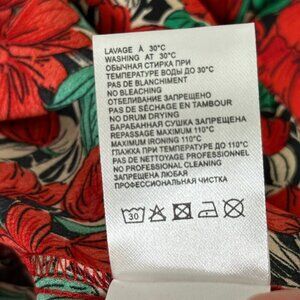 LAVAGE À 30°C
WASHING AT 30°C
ОБЫЧНАЯ СТИРКА ПРИ
ТЕМПЕРАТУРЕ ВОДЫ ДО 30°C
PAS DE BLANCHIMENT
NO BLEACHING
ОТБЕЛИВАНИЕ ЗАПРЕЩЕНО
PAS DE SÉCHAGE EN TAMBOUR
NO DRUM DRYING
БАРАБАННАЯ СУШКА ЗАПРЕЩЕНА
REPASSAGE MAXIMUM 110°C
MAXIMUM IRONING 110°C
ГЛАЖКА ПРИ ТЕМПЕРАТУРЕ ДО 110°C
PAS DE NETTOYAGE PROFESSIONNEL
NO PROFESSIONAL CLEANING
ЗАПРЕЩЕНА ЛЮБАЯ
ПРОФЕССИОНАЛЬНАЯ ЧИСТКА
30